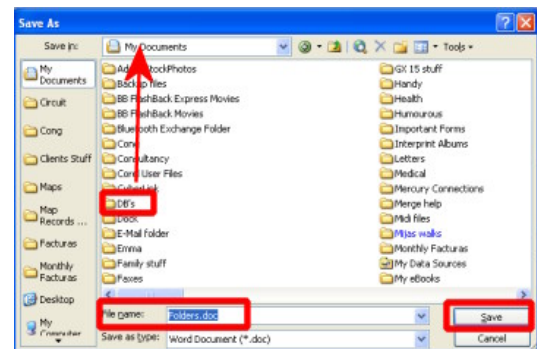 Save As
Save in:
My Documents
Tools
My
Documents
Circuit
Cong
Clients Stuff
Maps
Map
Records ...
Facturas
Monthly
Facturas
Desktop
My
Computer
Backup files
BB FlashBack Express Movies
BB FlashBack Movies
Bluetooth Exchange Folder
Consultancy
Corel User Files
CyberLink
DB's
Dock
E-Mail folder
Emma
Family stuff
Faxes
GX 15 stuff
Handy
Health
Humourous
Important Forms
Interprint Albums
Letters
Medical
Mercury Connections
Merge help
Midi files
Mijas walks
Monthly Facturas
My Data Sources
My eBooks
File name:
Folders.doc
Save
Save as type:
Word Document (*.doc)
Cancel